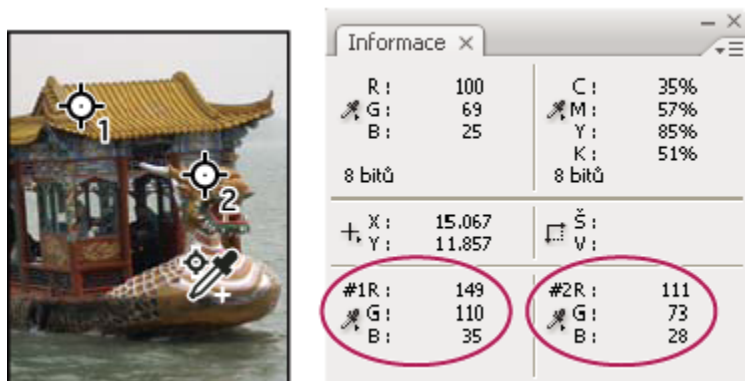 1
2
Informace ×
R: 100
G: 69
B: 25
8 bitů
C: 35%
M: 57%
Y: 85%
K: 51%
8 bitů
X: 15.067
Y: 11.857
Š:
V:
#1R: 149
G: 110
B: 35
#2R: 111
G: 73
B: 28